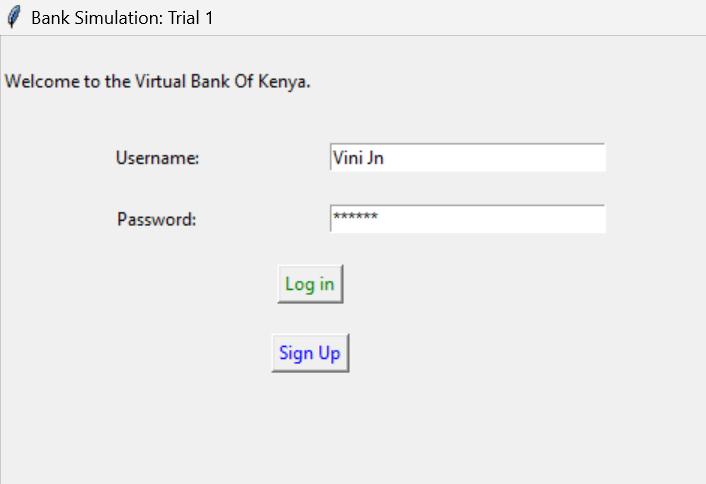 Bank Simulation: Trial 1
Welcome to the Virtual Bank Of Kenya.
Username: Vini Jn
Password: ******
Log in
Sign Up